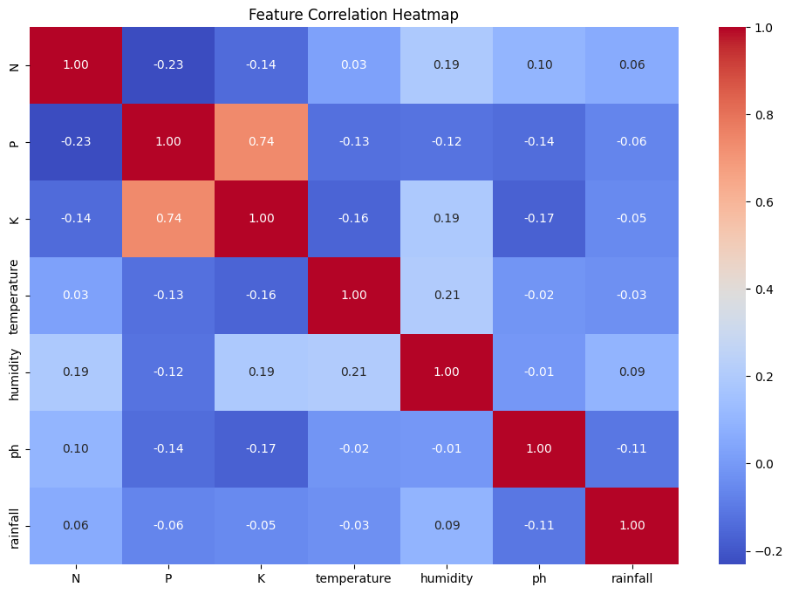 Feature Correlation Heatmap
N 1.00 -0.23 -0.14 0.03 0.19 0.10 0.06
P -0.23 1.00 0.74 -0.13 -0.12 -0.14 -0.06
K -0.14 0.74 1.00 -0.16 0.19 -0.17 -0.05
temperature 0.03 -0.13 -0.16 1.00 0.21 -0.02 -0.03
humidity 0.19 -0.12 0.19 0.21 1.00 -0.01 0.09
ph 0.10 -0.14 -0.17 -0.02 -0.01 1.00 -0.11
rainfall 0.06 -0.06 -0.05 -0.03 0.09 -0.11 1.00
N P K temperature humidity ph rainfall
1.0
0.8
0.6
0.4
0.2
0.0
−0.2